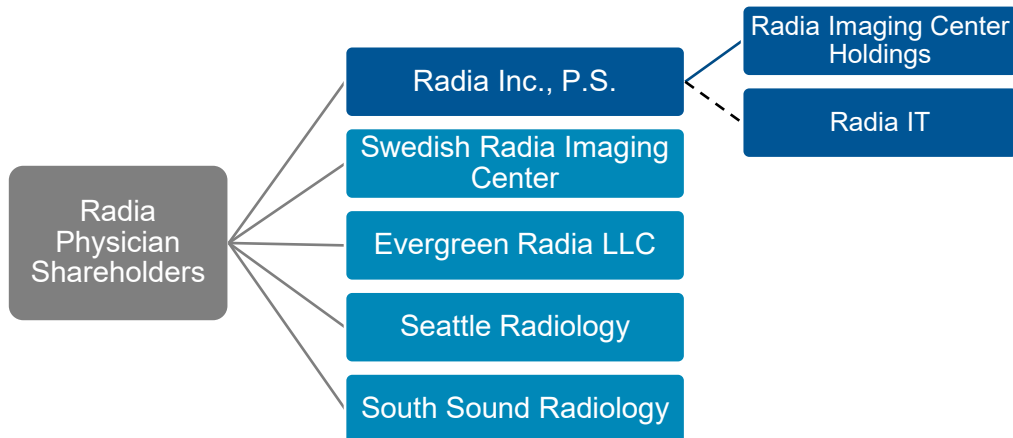 Radia
Physician
Shareholders
Radia Inc., P.S.
Swedish Radia Imaging
Center
Evergreen Radia LLC
Seattle Radiology
South Sound Radiology
Radia Imaging Center
Holdings
Radia IT